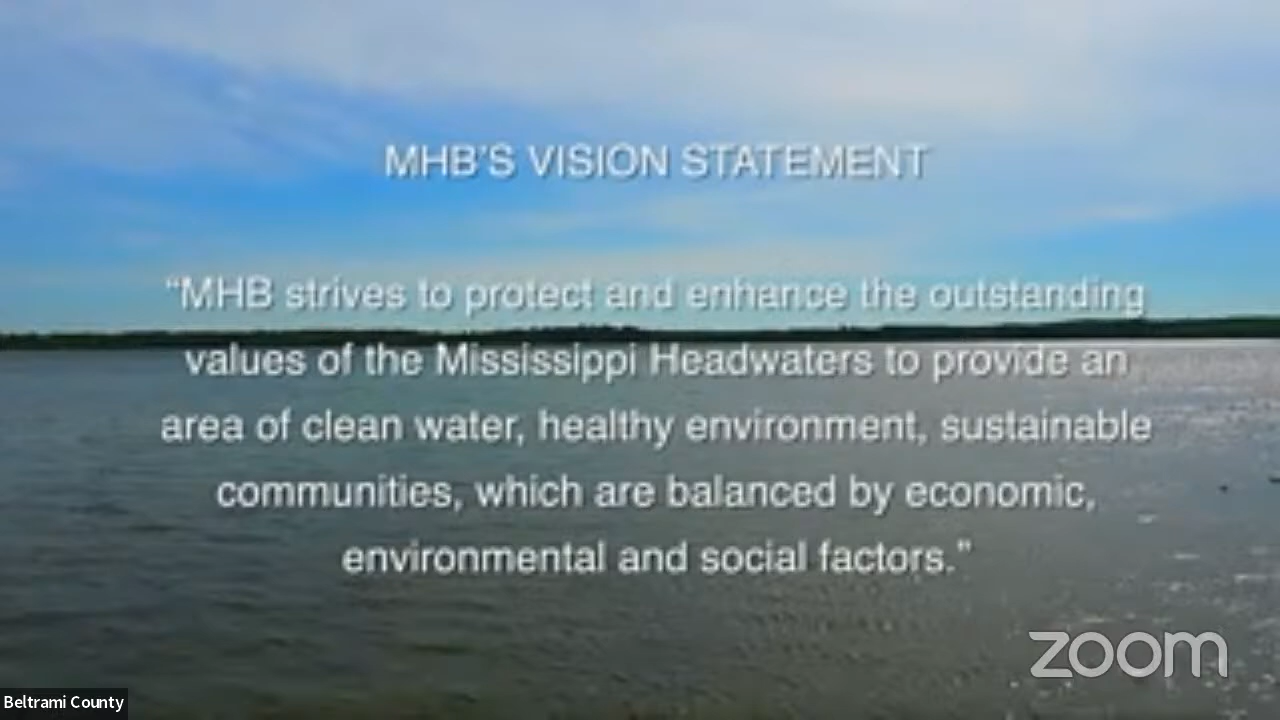 MHB'S VISION STATEMENT
“MHB strives to protect and enhance the outstanding
values of the Mississippi Headwaters to provide an
area of clean water, healthy environment, sustainable
communities, which are balanced by economic,
environmental and social factors.”
zoom
Beltrami County